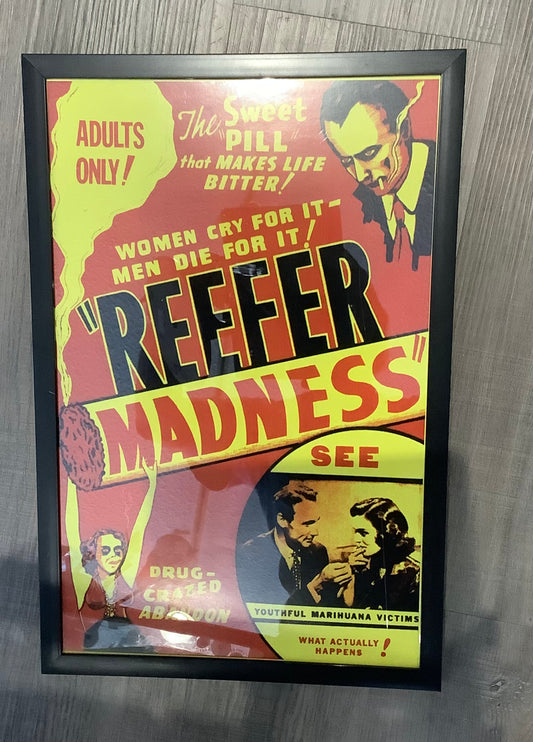 ADULTS
ONLY!
The "Sweet
PILL"
that MAKES LIFE
BITTER!
WOMEN CRY FOR IT-
MEN DIE FOR IT!
"REEFER
MADNESS"
SEE
DRUG-
CRAZED
ABANDON
YOUTHFUL MARIHUANA VICTIMS
WHAT ACTUALLY
HAPPENS!